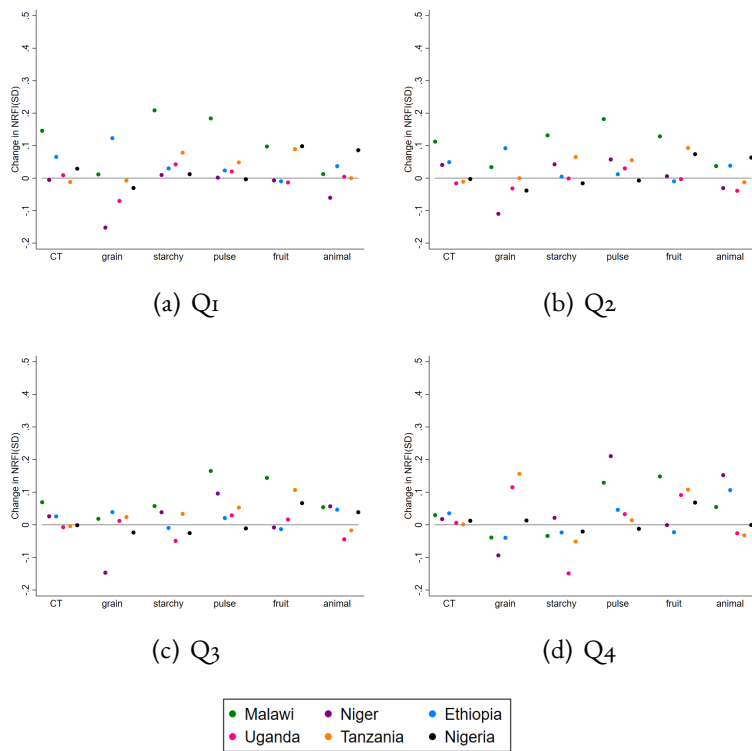 Change in NRFI(SD)
.5
.4
.3
.2
.1
0
-.1
-.2
CT grain starchy pulse fruit animal
(a) Q1
Change in NRFI(SD)
.5
.4
.3
.2
.1
0
-.1
-.2
CT grain starchy pulse fruit animal
(b) Q2
Change in NRFI(SD)
.5
.4
.3
.2
.1
0
-.1
-.2
CT grain starchy pulse fruit animal
(c) Q3
Change in NRFI(SD)
.5
.4
.3
.2
.1
0
-.1
-.2
CT grain starchy pulse fruit animal
(d) Q4
Malawi Niger Ethiopia
Uganda Tanzania Nigeria